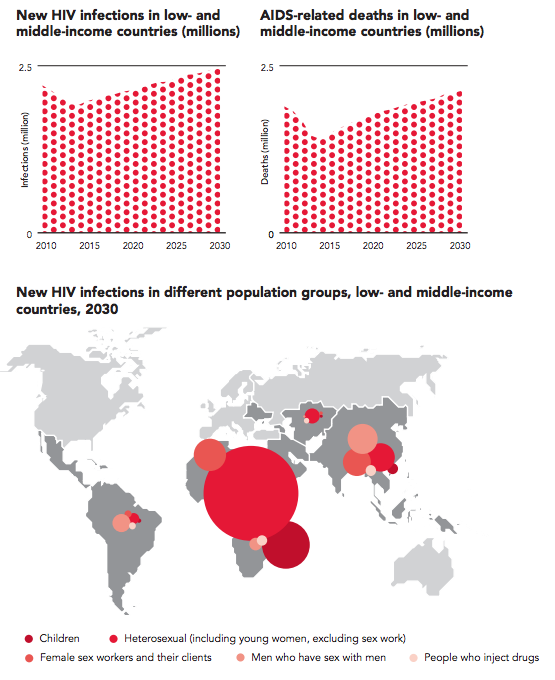 New HIV infections in low- and
middle-income countries (millions)
2.5
Infections (million)
0
2010 2015 2020 2025 2030
AIDS-related deaths in low- and
middle-income countries (millions)
2.5
Deaths (million)
0
2010 2015 2020 2025 2030
New HIV infections in different population groups, low- and middle-income
countries, 2030
Children
Heterosexual (including young women, excluding sex work)
Female sex workers and their clients
Men who have sex with men
People who inject drugs